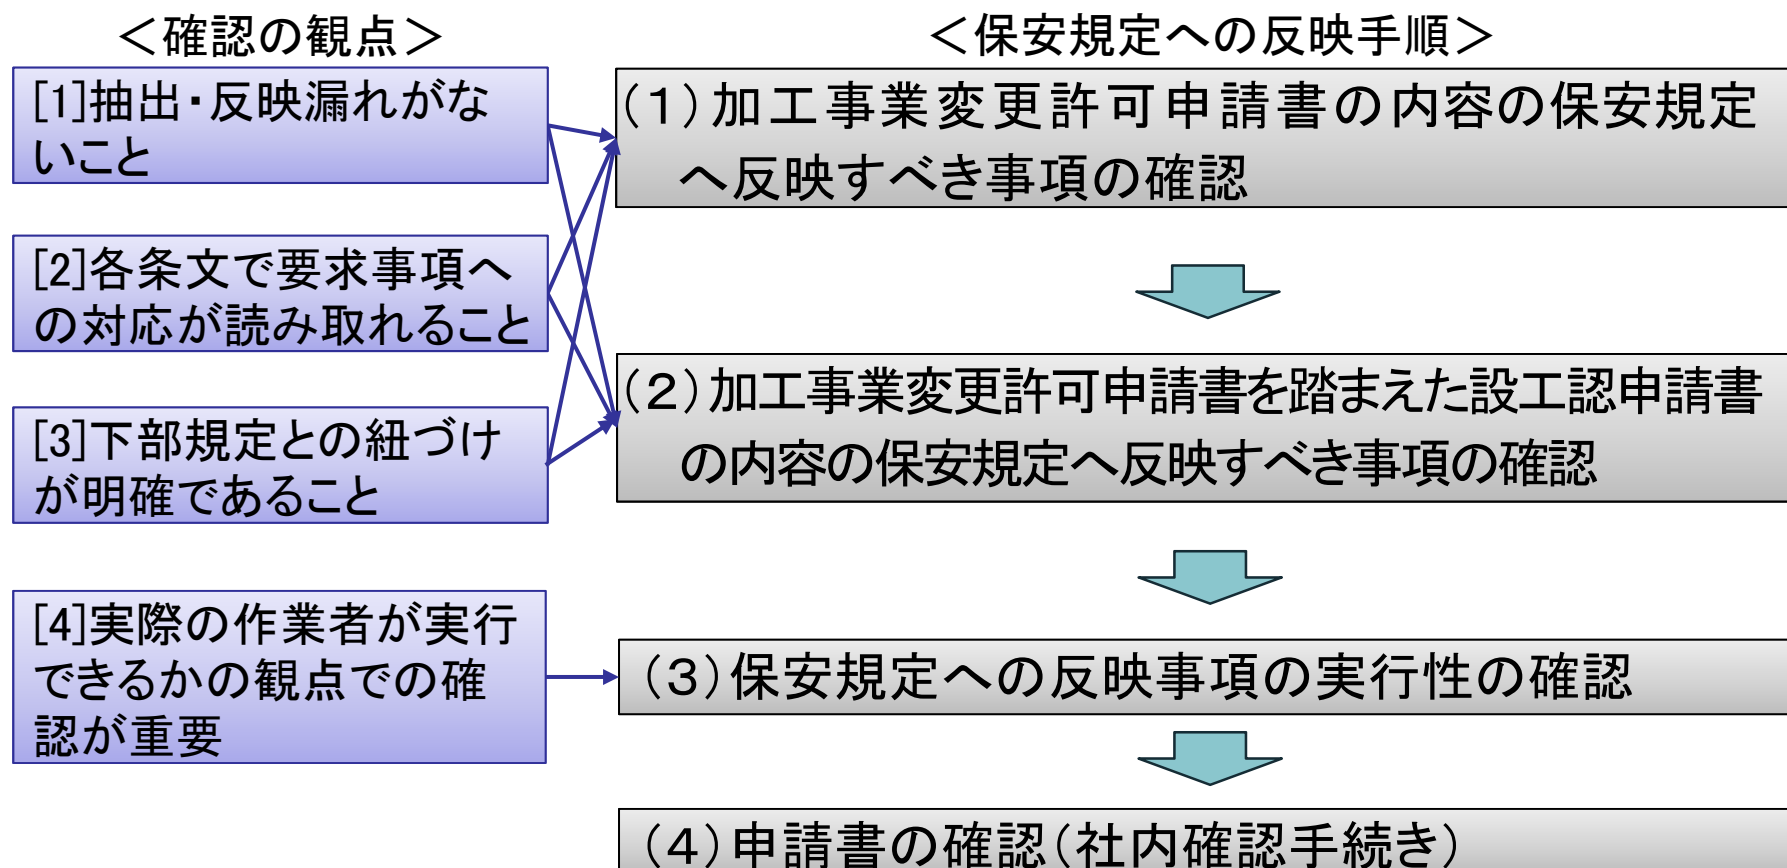 ＜確認の観点＞
[1]抽出・反映漏れがな
いこと
[2]各条文で要求事項へ
の対応が読み取れること
[3]下部規定との紐づけ
が明確であること
[4]実際の作業者が実行
できるかの観点での確
認が重要
＜保安規定への反映手順＞
（１）加工事業変更許可申請書の内容の保安規定
へ反映すべき事項の確認
（２）加工事業変更許可申請書を踏まえた設工認申請書
の内容の保安規定へ反映すべき事項の確認
（３）保安規定への反映事項の実行性の確認
（４）申請書の確認（社内確認手続き）